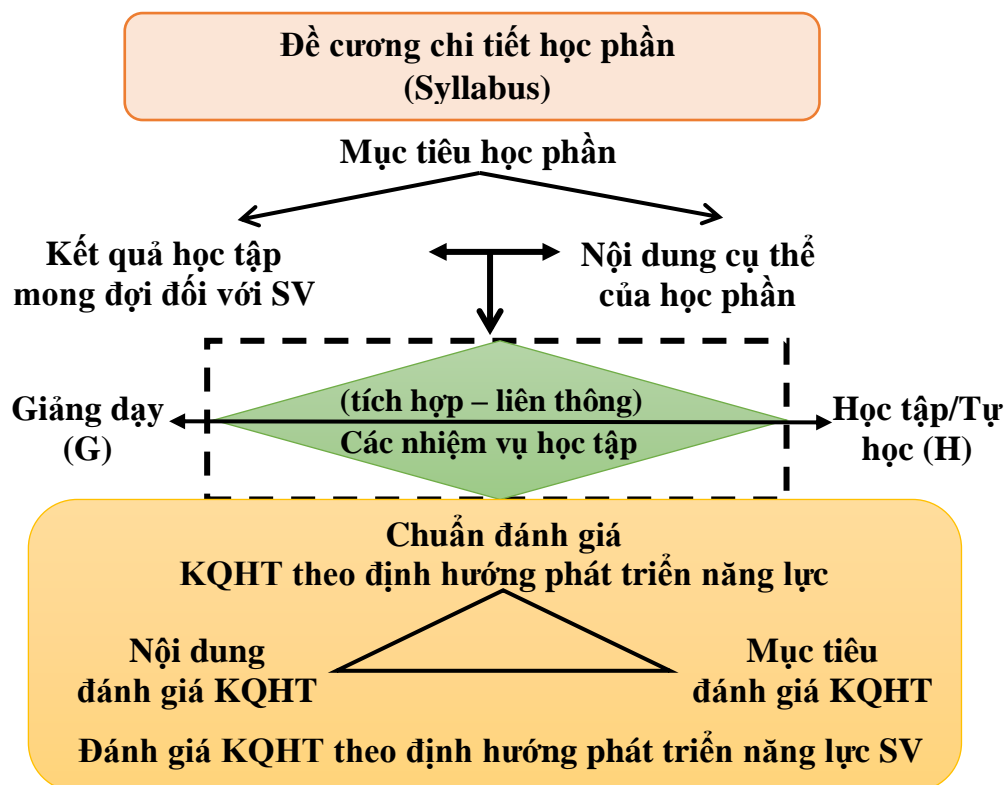 Đề cương chi tiết học phần
(Syllabus)
Mục tiêu học phần
Kết quả học tập
mong đợi đối với SV
Nội dung cụ thể
của học phần
Giảng dạy
(G)
(tích hợp – liên thông)
Các nhiệm vụ học tập
Học tập/Tự
học (H)
Chuẩn đánh giá
KQHT theo định hướng phát triển năng lực
Nội dung
đánh giá KQHT
Mục tiêu
đánh giá KQHT
Đánh giá KQHT theo định hướng phát triển năng lực SV